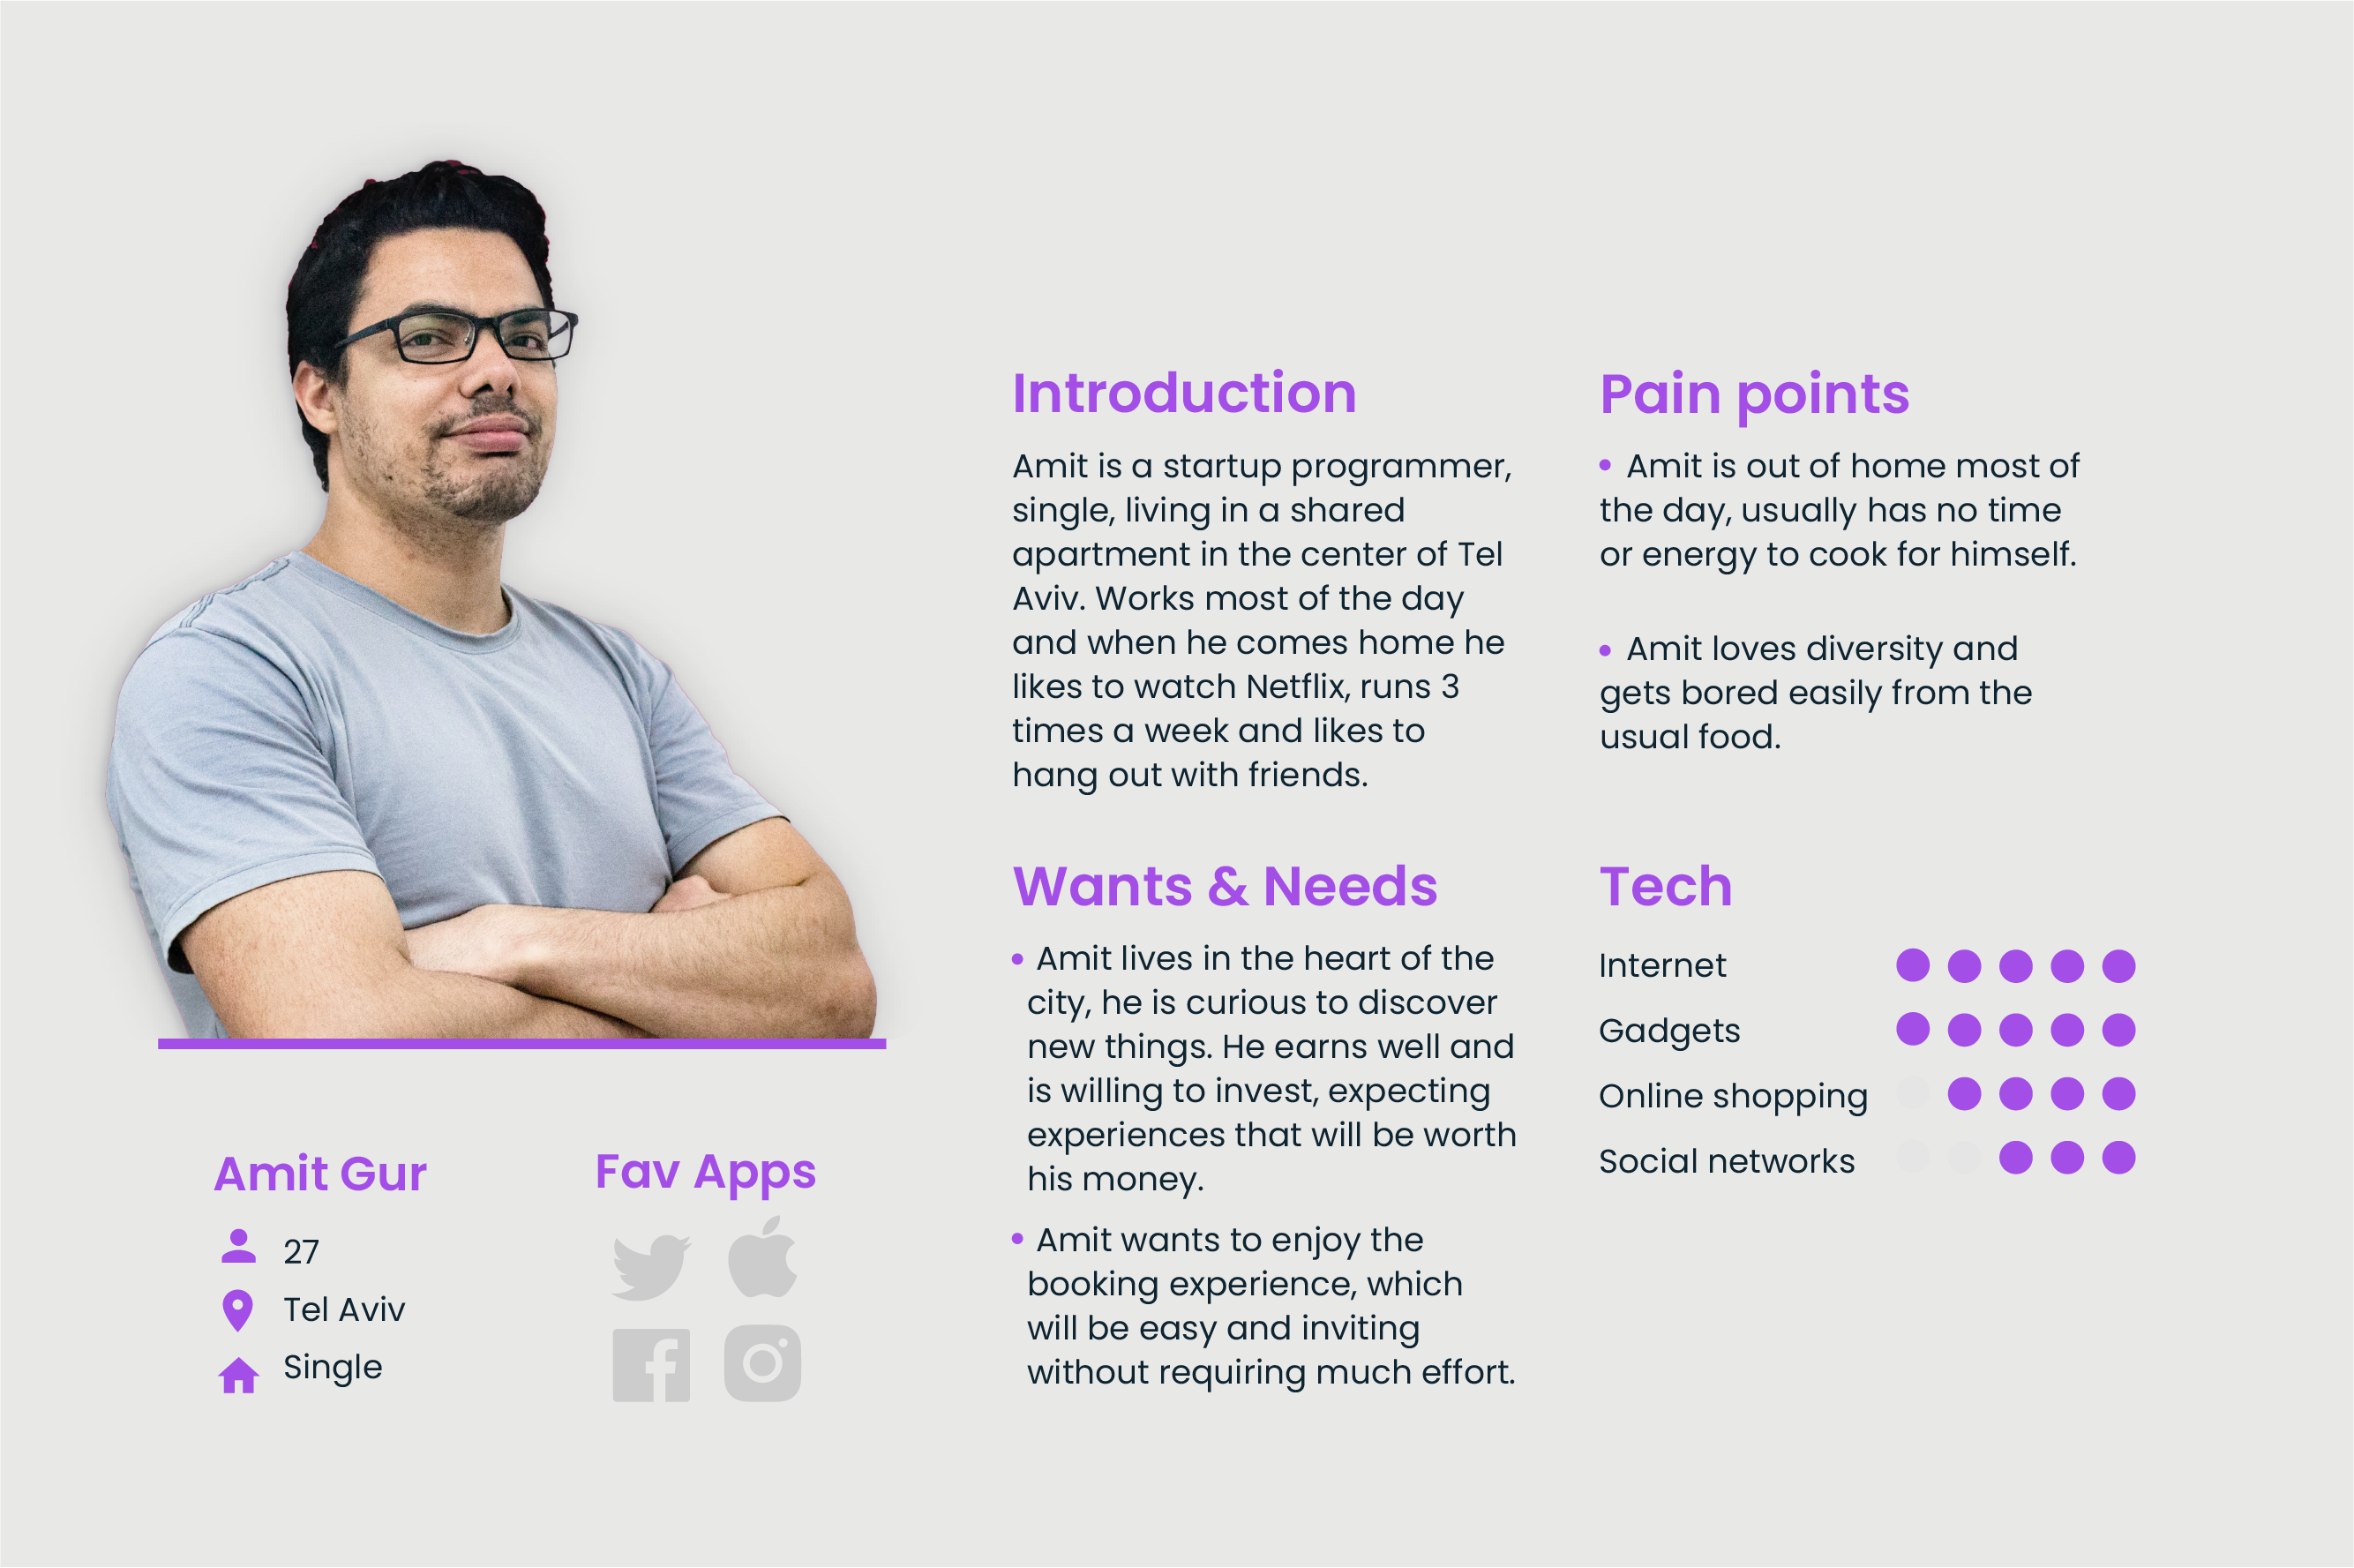 Introduction
Amit is a startup programmer,
single, living in a shared
apartment in the center of Tel
Aviv. Works most of the day
and when he comes home he
likes to watch Netflix, runs 3
times a week and likes to
hang out with friends.
Pain points
• Amit is out of home most of
the day, usually has no time
or energy to cook for himself.
• Amit loves diversity and
gets bored easily from the
usual food.
Wants & Needs
• Amit lives in the heart of the
city, he is curious to discover
new things. He earns well and
is willing to invest, expecting
experiences that will be worth
his money.
• Amit wants to enjoy the
booking experience, which
will be easy and inviting
without requiring much effort.
Tech
Internet
Gadgets
Online shopping
Social networks
Amit Gur
27
Tel Aviv
Single
Fav Apps